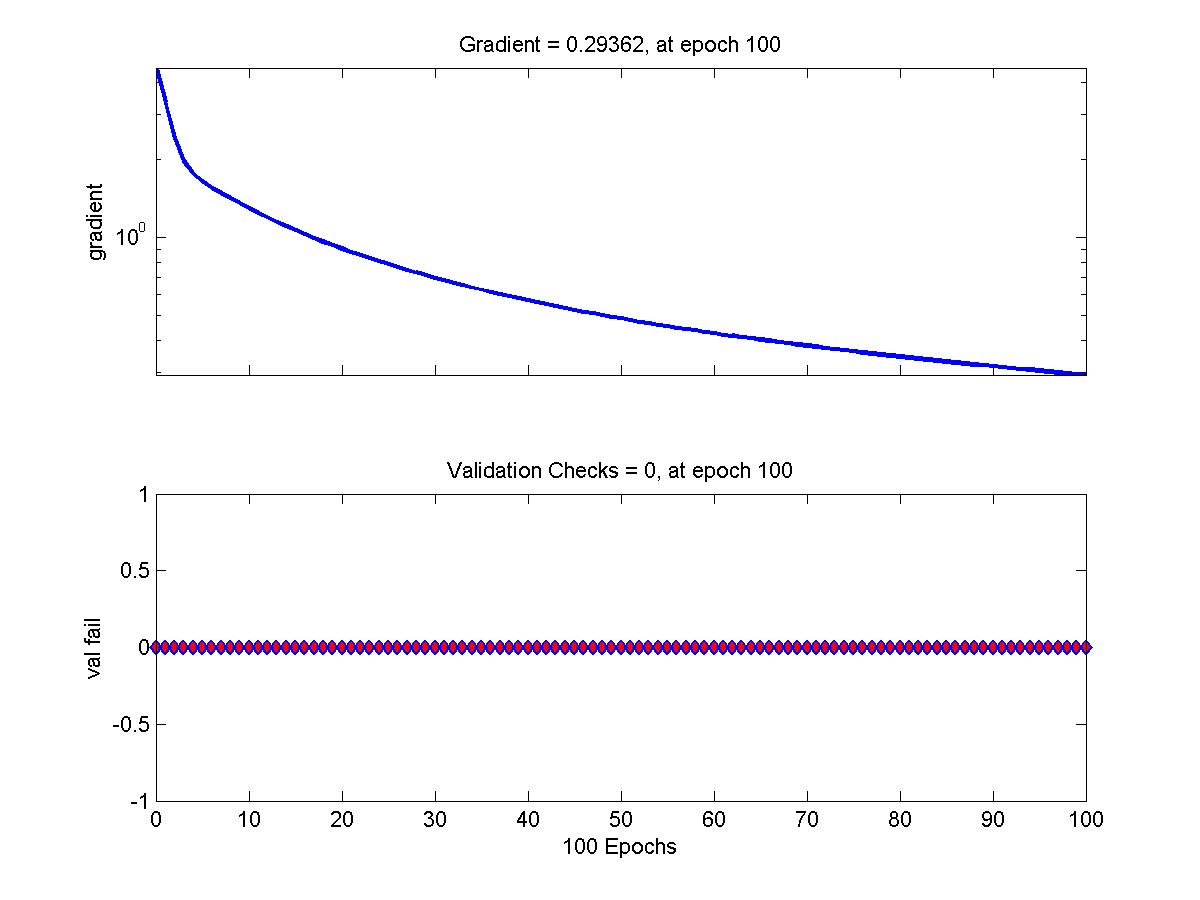 Gradient = 0.29362, at epoch 100
10^0
gradient
Validation Checks = 0, at epoch 100
1
0.5
0
-0.5
-1
val fail
0 10 20 30 40 50 60 70 80 90 100
100 Epochs